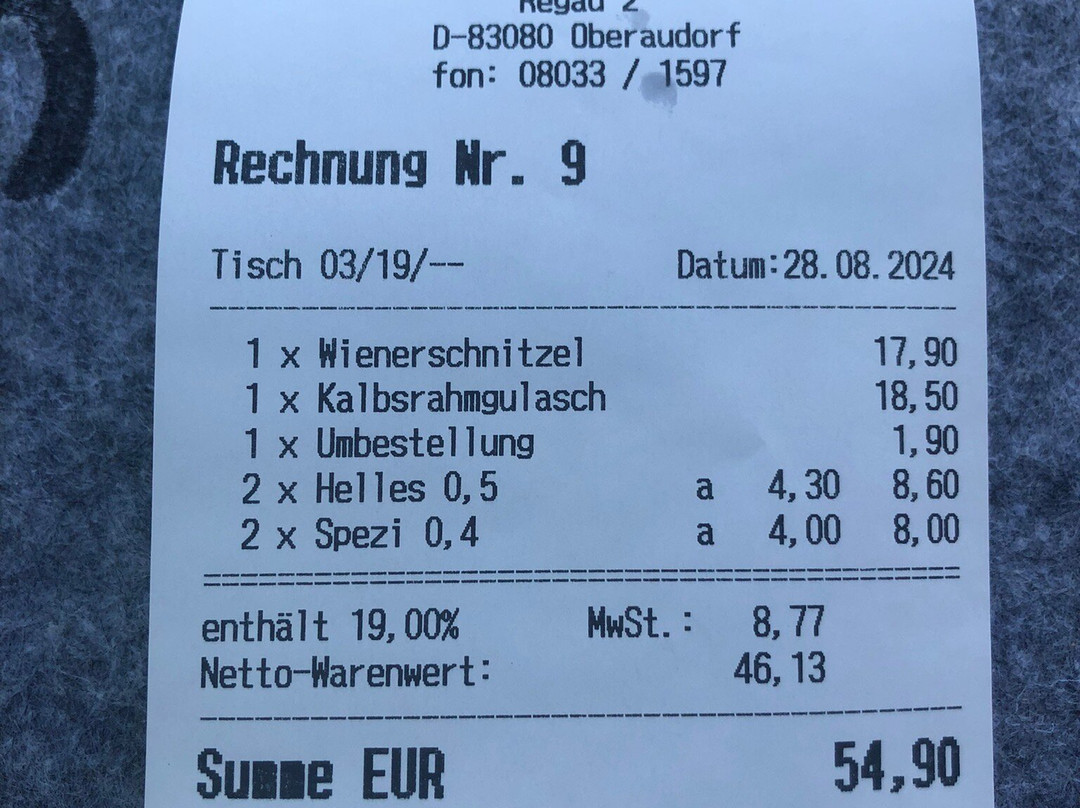 Regau 2
D-83080 Oberaudorf
fon: 08033 / 1597
Rechnung Nr. 9
Tisch 03/19/-- Datum:28.08.2024
1 x Wienerschnitzel 17,90
1 x Kalbsrahmgulasch 18,50
1 x Umbestellung 1,90
2 x Helles 0,5 a 4,30 8,60
2 x Spezi 0,4 a 4,00 8,00
enthält 19,00% MwSt.: 8,77
Netto-Warenwert: 46,13
Summe EUR 54,90